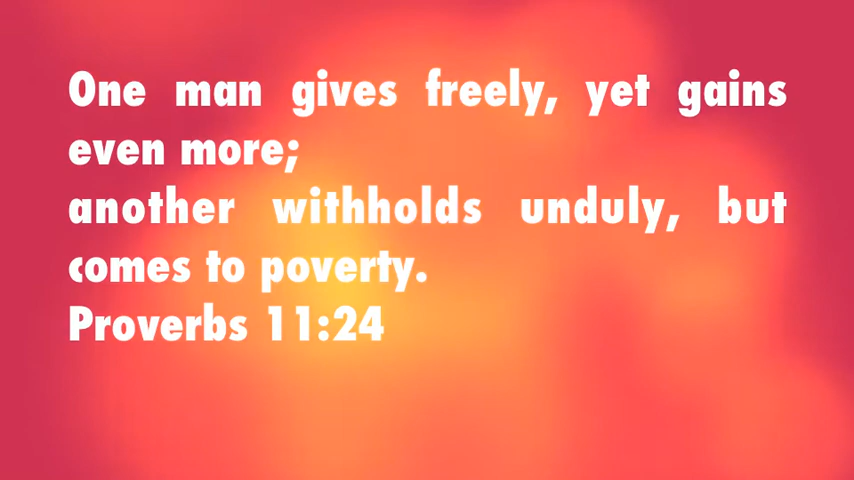 One man gives freely, yet gains
even more;
another withholds unduly, but
comes to poverty.
Proverbs 11:24